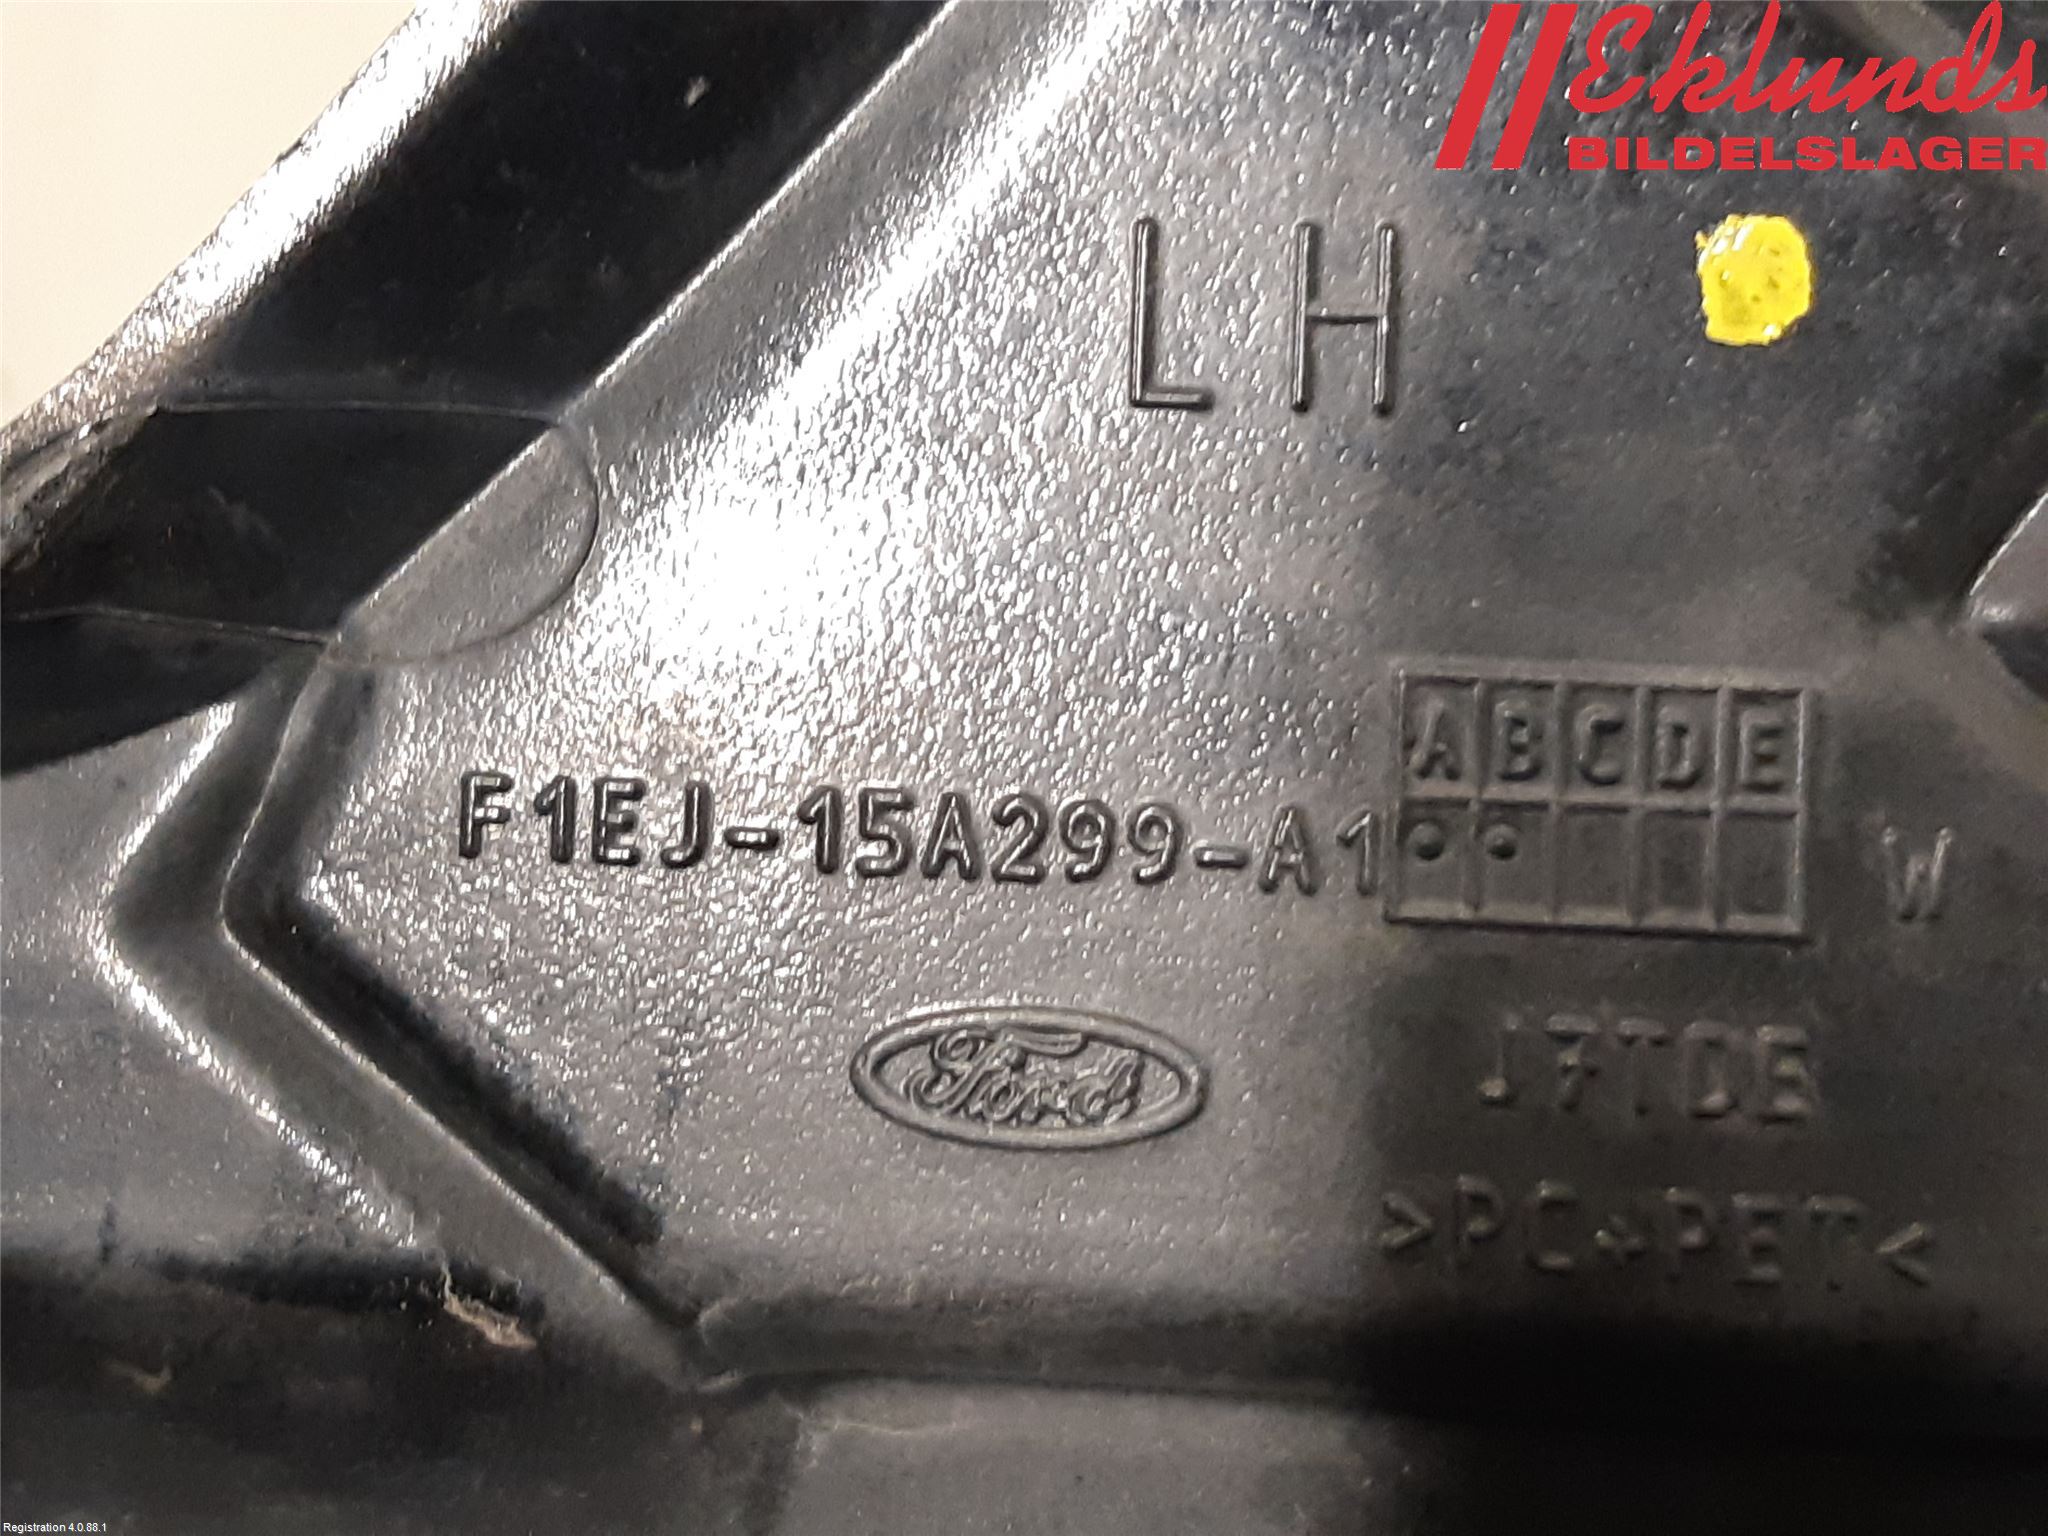 Eklunds
BILDELSLAGER
LH
A B C D E
F1EJ-15A299-A1
W
Ford
>PC+PET<
Registration 4.0.88.1